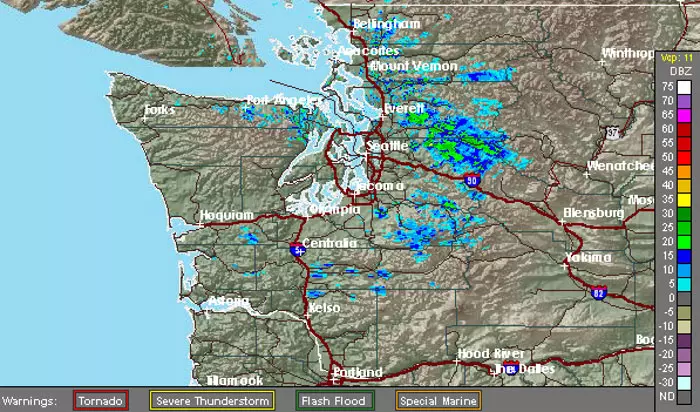 Bellingham
Anacortes
Winthrop
Vcp: 11
Mount Vernon
DBZ
75
70
65
60
55
50
45
40
35
30
25
20
15
10
5
0
-5
-10
-15
-20
-25
-30
ND
Forks
Port Angeles
Everett
97
Seattle
Wenatchee
90
Tacoma
Mos
Hoquiam
Olympia
Ellensburg
5
Centralia
Yakima
82
Astoria
Kelso
Hood River
Bog
Tillamook
Portland
The Dalles
Warnings:
Tornado
Severe Thunderstorm
Flash Flood
Special Marine